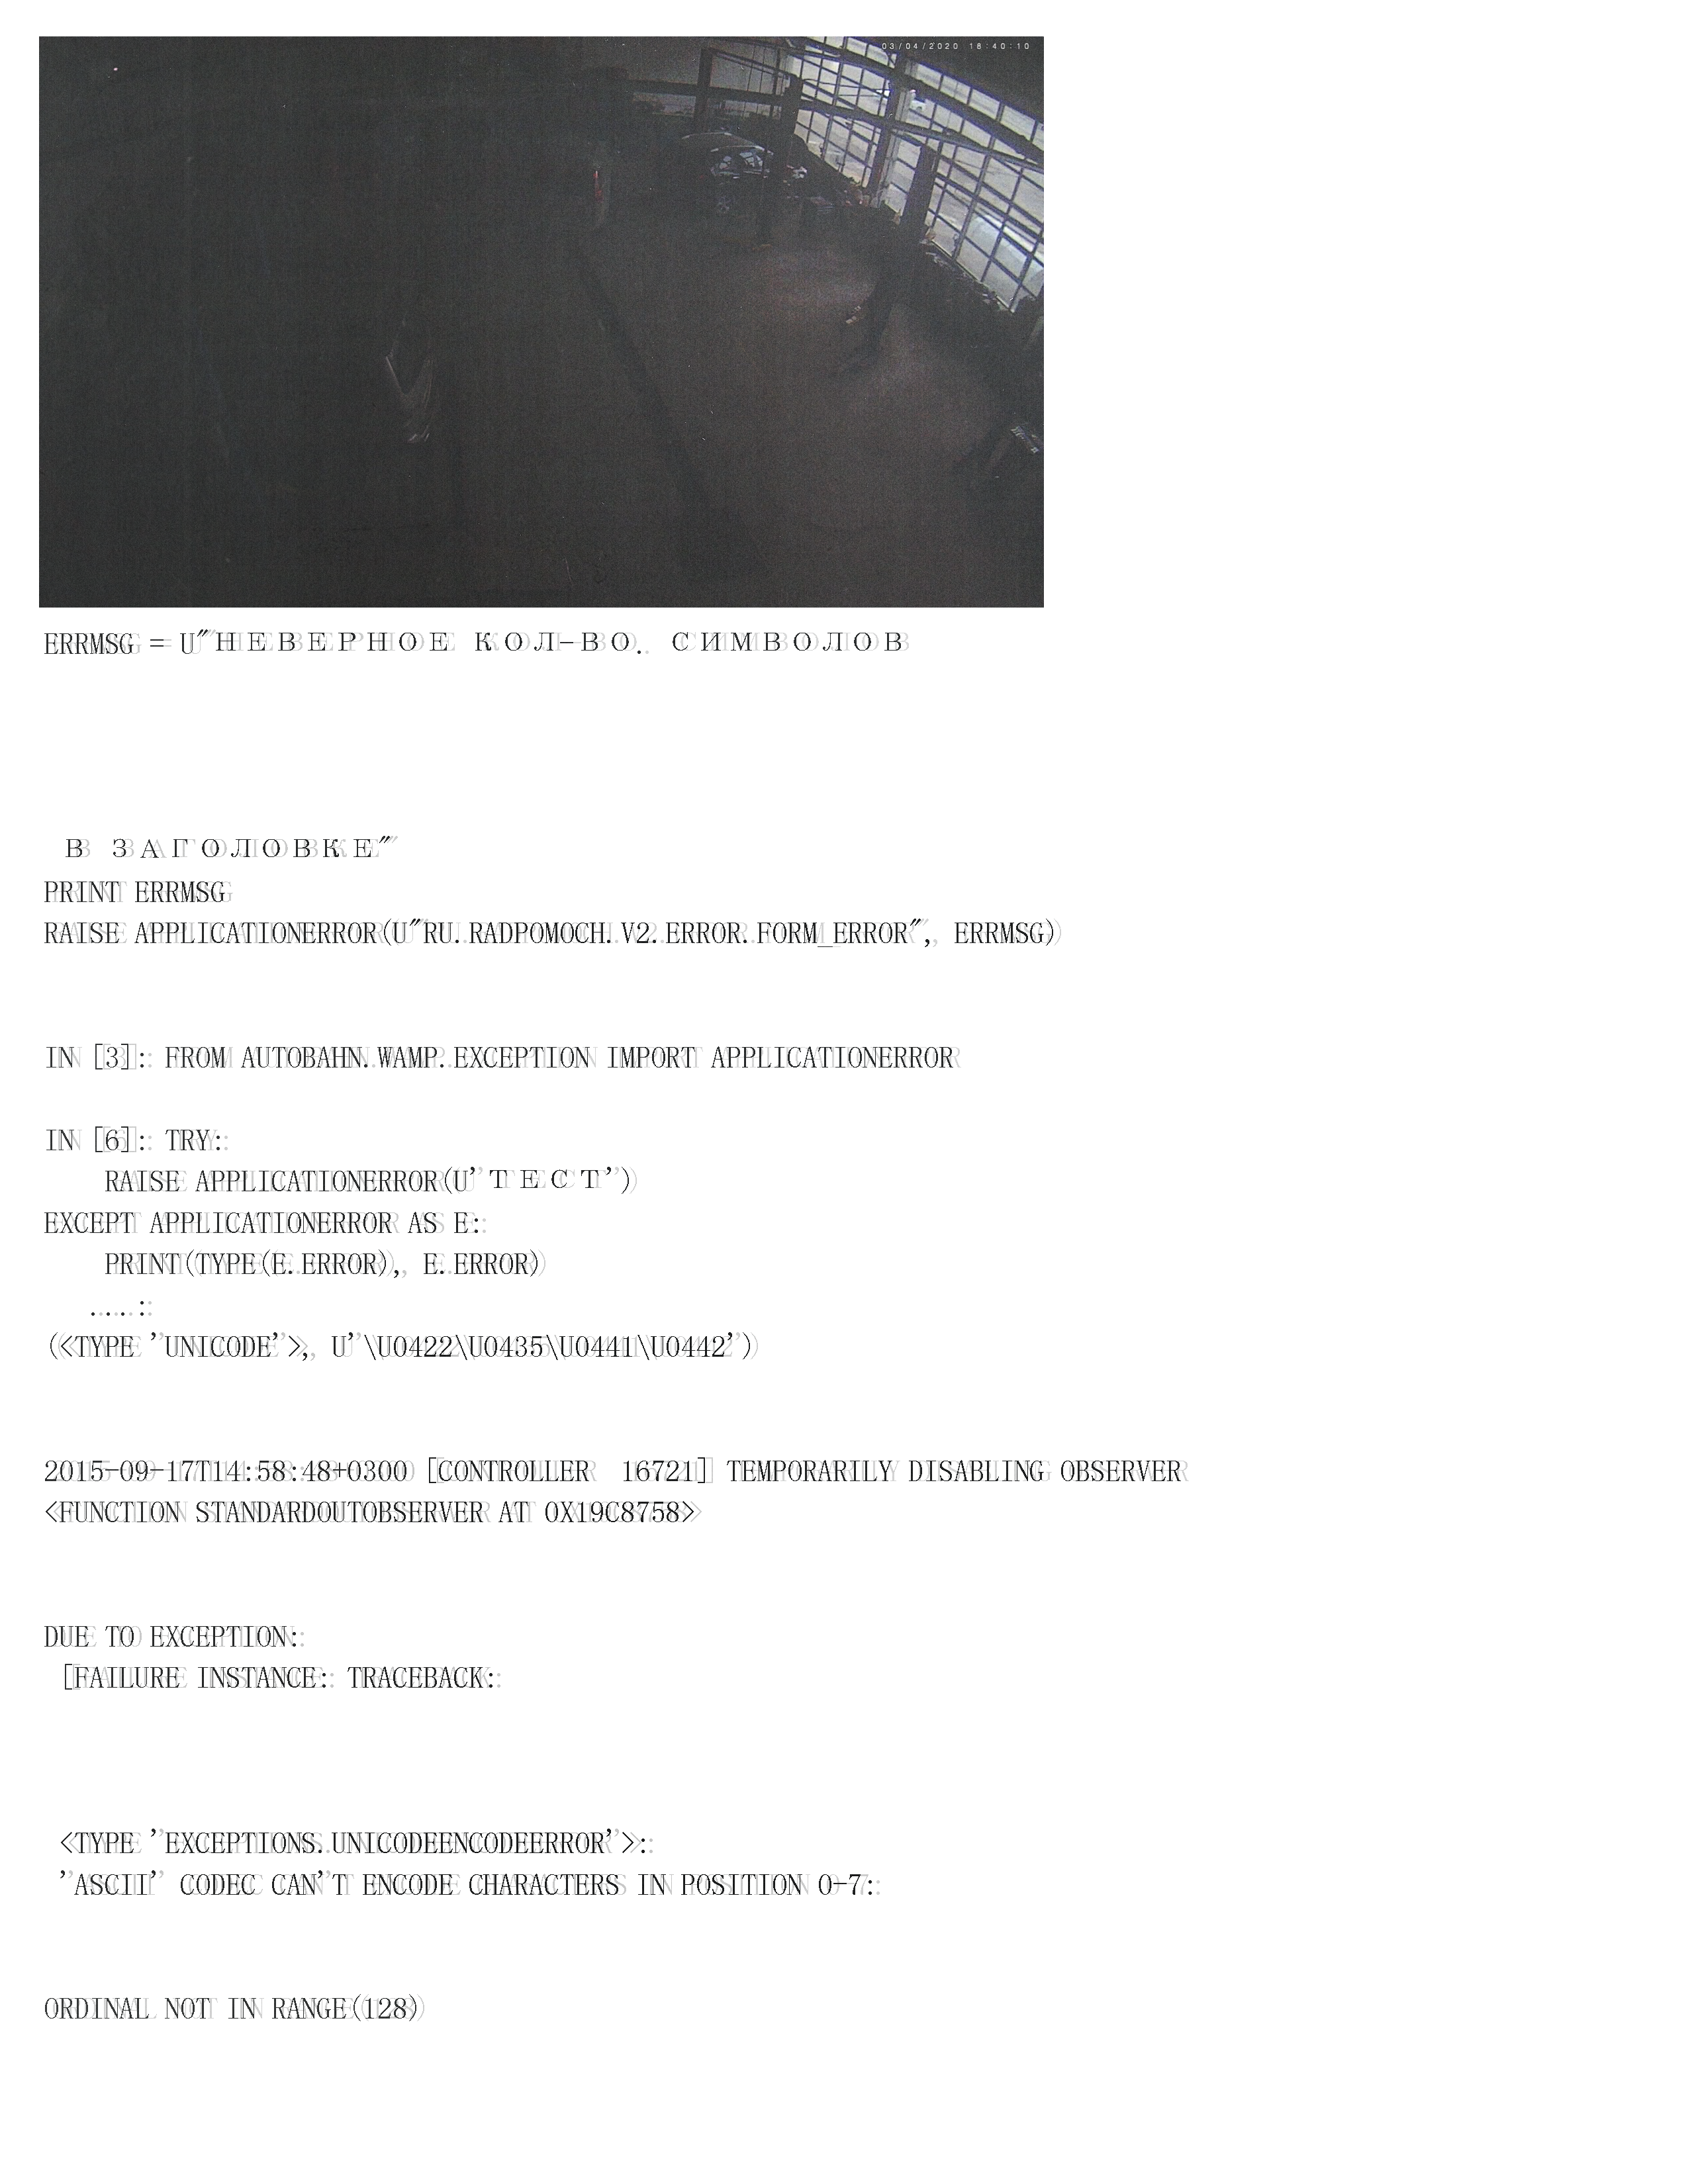 03/04/2020 18:40:10
ERRMSG = U"НЕВЕРНОЕ КОЛ-ВО. СИМВОЛОВ
В ЗАГОЛОВКЕ"
PRINT ERRMSG
RAISE APPLICATIONERROR(U"RU.RADPOMOCH.V2.ERROR.FORM_ERROR", ERRMSG)
IN [3]: FROM AUTOBAHN.WAMP.EXCEPTION IMPORT APPLICATIONERROR
IN [6]: TRY:
RAISE APPLICATIONERROR(U'ТЕСТ')
EXCEPT APPLICATIONERROR AS E:
PRINT(TYPE(E.ERROR), E.ERROR)
....:
(<TYPE 'UNICODE'>, U'\U0422\U0435\U0441\U0442')
2015-09-17T14:58:48+0300 [CONTROLLER  16721] TEMPORARILY DISABLING OBSERVER
<FUNCTION STANDARDOUTOBSERVER AT 0X19C8758>
DUE TO EXCEPTION:
[FAILURE INSTANCE: TRACEBACK:
<TYPE 'EXCEPTIONS.UNICODEENCODEERROR'>:
'ASCII' CODEC CAN'T ENCODE CHARACTERS IN POSITION 0-7:
ORDINAL NOT IN RANGE(128)